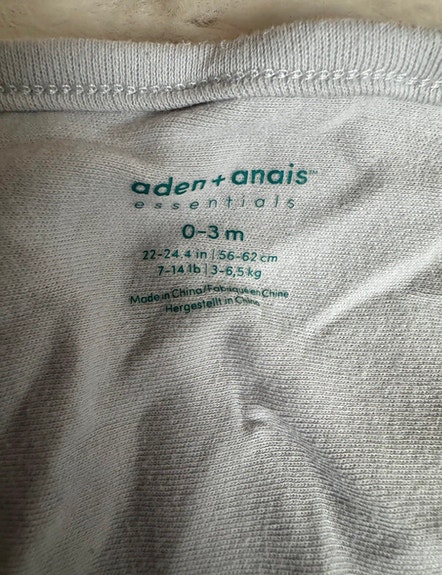 aden + anais™
essentials
0-3 m
22-24.4 in | 56-62 cm
7-14 lb | 3-6,5 kg
Made in China/Fabriqué en Chine
Hergestellt in China